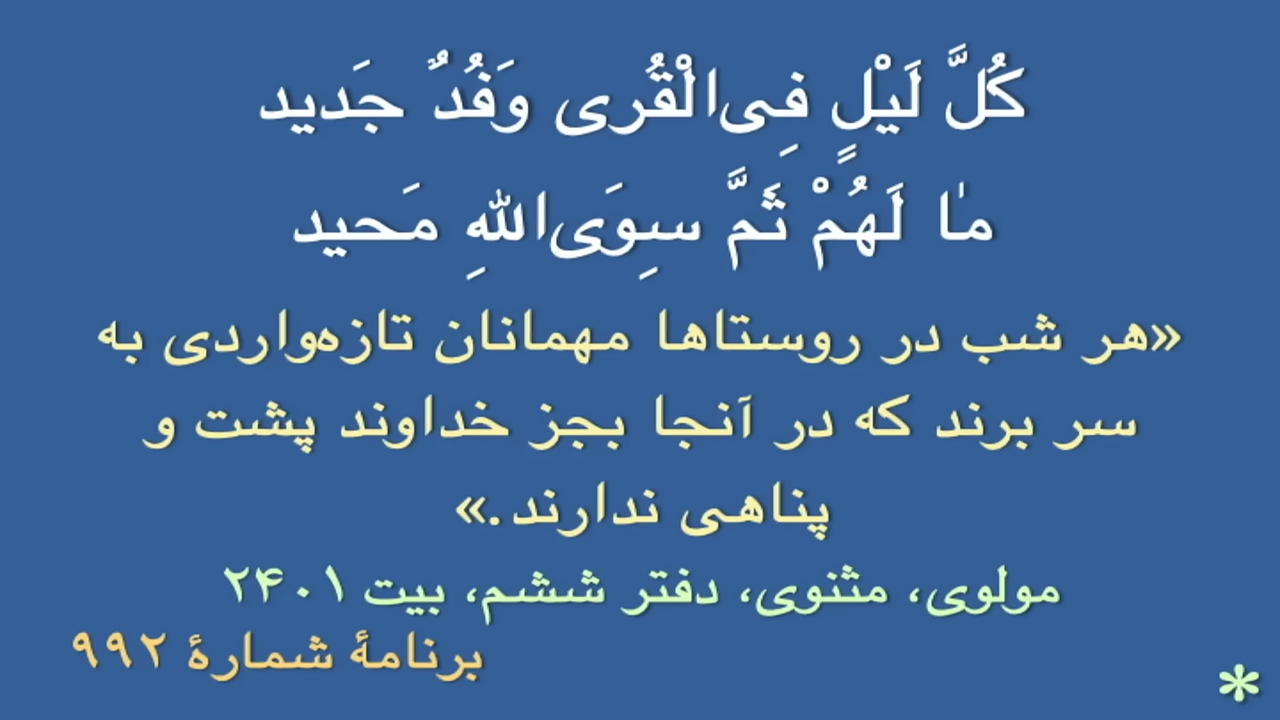 کُلَّ لَیْلٍ فِی‌الْقُری وَفُدٌ جَدید
مٰا لَهُمْ ثَمَّ سِوَی‌اللهِ مَحید
«هر شب در روستاها مهمانان تازه‌واردی به
سر برند که در آنجا بجز خداوند پشت و
پناهی ندارند.»
مولوی، مثنوی، دفتر ششم، بیت ۲۴۰۱
برنامهٔ شمارهٔ ۹۹۲
*